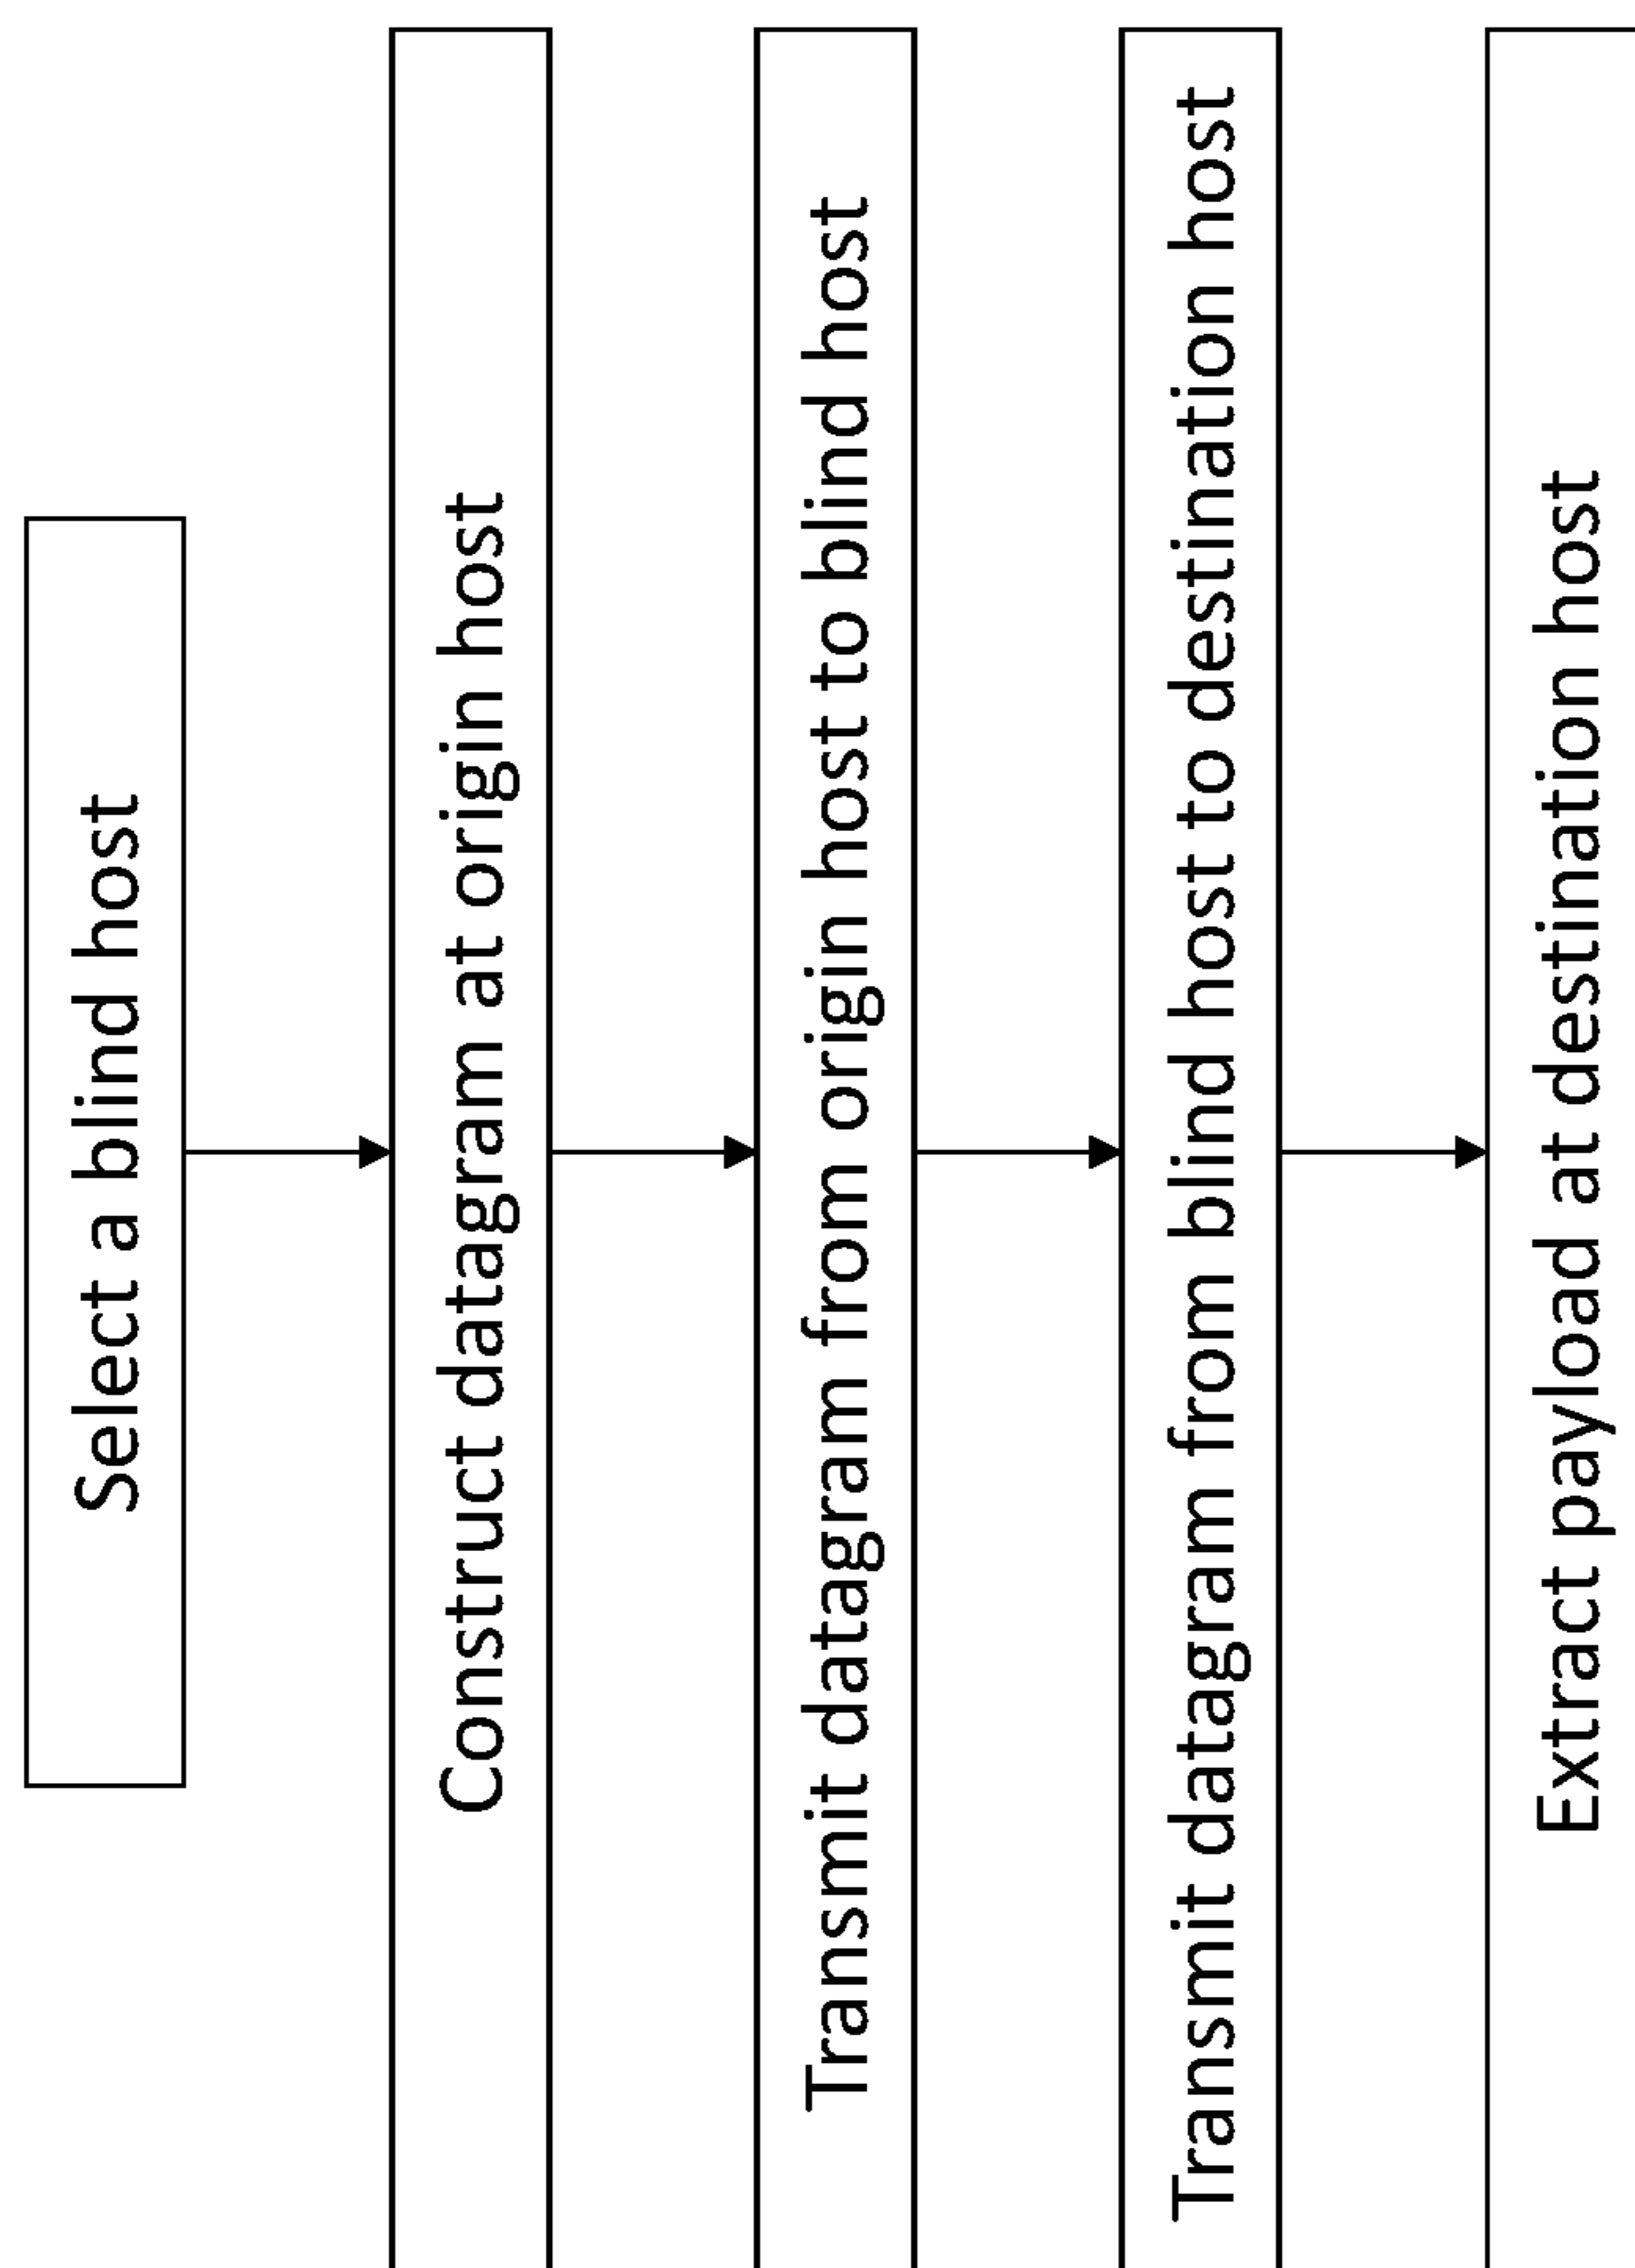 Select a blind host
Construct datagram at origin host
Transmit datagram from origin host to blind host
Transmit datagram from blind host to destination host
Extract payload at destination host